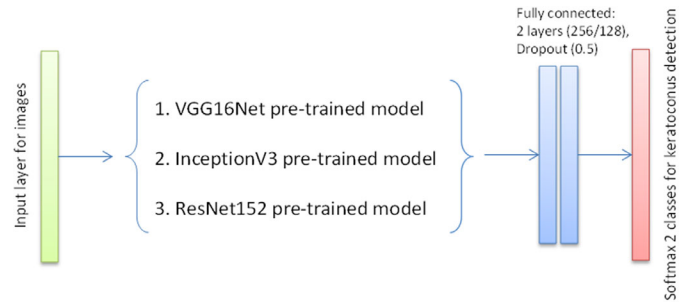 Input layer for images
1. VGG16Net pre-trained model
2. InceptionV3 pre-trained model
3. ResNet152 pre-trained model
Fully connected:
2 layers (256/128),
Dropout (0.5)
Softmax 2 classes for keratoconus detection